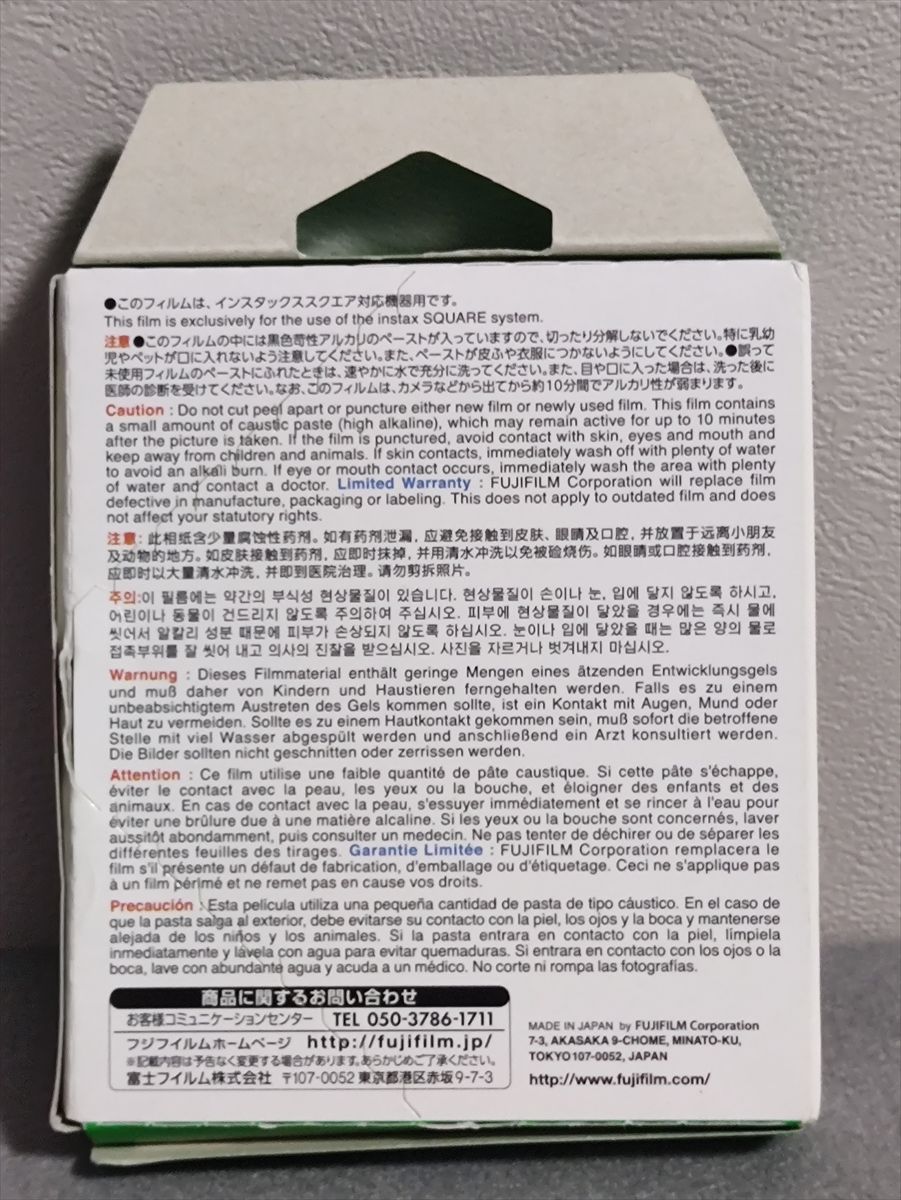 ●このフィルムは、インスタックススクエア対応機器用です。
This film is exclusively for the use of the instax SQUARE system.
注意 ●このフィルムの中には黒色苛性アルカリのペーストが入っていますので、切ったり分解しないでください。特に乳幼
児やペットが口に入れないよう注意してください。また、ペーストが皮ふや衣服につかないようにしてください。●誤って
未使用フィルムのペーストにふれたときは、速やかに水で充分に洗ってください。また、目や口に入った場合は、洗った後に
医師の診断を受けてください。なお、このフィルムは、カメラなどから出てから約10分間でアルカリ性が弱まります。
Caution : Do not cut peel apart or puncture either new film or newly used film. This film contains
a small amount of caustic paste (high alkaline), which may remain active for up to 10 minutes
after the picture is taken. If the film is punctured, avoid contact with skin, eyes and mouth and
keep away from children and animals. If skin contacts, immediately wash off with plenty of water
to avoid an alkali burn. If eye or mouth contact occurs, immediately wash the area with plenty
of water and contact a doctor. Limited Warranty : FUJIFILM Corporation will replace film
defective in manufacture, packaging or labeling. This does not apply to outdated film and does
not affect your statutory rights.
注意: 此相纸含少量腐蚀性药剂。如有药剂泄漏, 应避免接触到皮肤、眼睛及口腔, 并放置于远离小朋友
及动物的地方。如皮肤接触到药剂, 应即时抹掉, 并用清水冲洗以免被硷烧伤。如眼睛或口腔接触到药剂,
应即时以大量清水冲洗, 并即到医院治理。请勿剪拆照片。
주의:이 필름에는 약간의 부식성 현상물질이 있습니다. 현상물질이 손이나 눈, 입에 닿지 않도록 하시고,
어린이나 동물이 건드리지 않도록 주의하여 주십시오. 피부에 현상물질이 닿았을 경우에는 즉시 물에
씻어서 알칼리 성분 때문에 피부가 손상되지 않도록 하십시오. 눈이나 입에 닿았을 때는 많은 양의 물로
접촉부위를 잘 씻어 내고 의사의 진찰을 받으십시오. 사진을 자르거나 벗겨내지 마십시오.
Warnung : Dieses Filmmaterial enthält geringe Mengen eines ätzenden Entwicklungsgels
und muß daher von Kindern und Haustieren ferngehalten werden. Falls es zu einem
unbeabsichtigtem Austreten des Gels kommen sollte, ist ein Kontakt mit Augen, Mund oder
Haut zu vermeiden. Sollte es zu einem Hautkontakt gekommen sein, muß sofort die betroffene
Stelle mit viel Wasser abgespült werden und anschließend ein Arzt konsultiert werden.
Die Bilder sollten nicht geschnitten oder zerrissen werden.
Attention : Ce film utilise une faible quantité de pâte caustique. Si cette pâte s'échappe,
éviter le contact avec la peau, les yeux ou la bouche, et éloigner des enfants et des
animaux. En cas de contact avec la peau, s'essuyer immédiatement et se rincer à l'eau pour
éviter une brûlure due à une matière alcaline. Si les yeux ou la bouche sont concernés, laver
aussitôt abondamment, puis consulter un medecin. Ne pas tenter de déchirer ou de séparer les
différentes feuilles des tirages. Garantie Limitée : FUJIFILM Corporation remplacera le
film s'il présente un défaut de fabrication, d'emballage ou d'étiquetage. Ceci ne s'applique pas
à un film périmé et ne remet pas en cause vos droits.
Precaución : Esta película utiliza una pequeña cantidad de pasta de tipo cáustico. En el caso de
que la pasta salga al exterior, debe evitarse su contacto con la piel, los ojos y la boca y mantenerse
alejada de los niños y los animales. Si la pasta entrara en contacto con la piel, límpiela
inmediatamente y lávela con agua para evitar quemaduras. Si entrara en contacto con los ojos o la
boca, lave con abundante agua y acuda a un médico. No corte ni rompa las fotografías.
商品に関するお問い合わせ
お客様コミュニケーションセンター TEL 050-3786-1711
フジフイルムホームページ http://fujifilm.jp/
※記載内容は予告なく変更する場合があります。あらかじめご了承ください。
富士フイルム株式会社 〒107-0052 東京都港区赤坂9-7-3
MADE IN JAPAN by FUJIFILM Corporation
7-3, AKASAKA 9-CHOME, MINATO-KU,
TOKYO 107-0052, JAPAN
http://www.fujifilm.com/